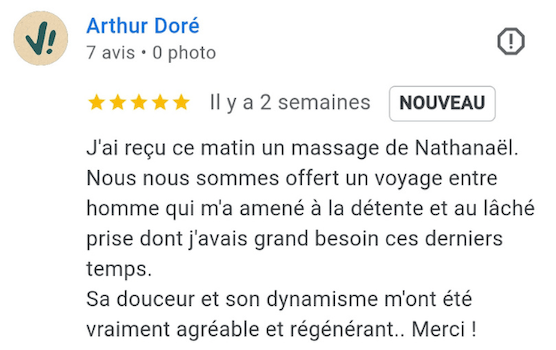 Arthur Doré
7 avis • 0 photo
Il y a 2 semaines NOUVEAU
J'ai reçu ce matin un massage de Nathanaël.
Nous nous sommes offert un voyage entre
homme qui m'a amené à la détente et au lâché
prise dont j'avais grand besoin ces derniers
temps.
Sa douceur et son dynamisme m'ont été
vraiment agréable et régénérant.. Merci !